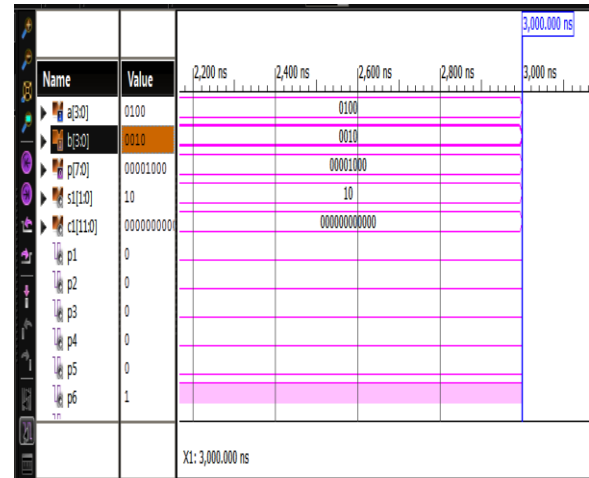 3,000.000 ns
2,200 ns 2,400 ns 2,600 ns 2,800 ns 3,000 ns
Name Value
a[3:0] 0100 0100
b[3:0] 0010 0010
p[7:0] 00001000 00001000
s1[1:0] 10 10
c1[11:0] 000000000 000000000000
p1 0
p2 0
p3 0
p4 0
p5 0
p6 1
X1: 3,000.000 ns